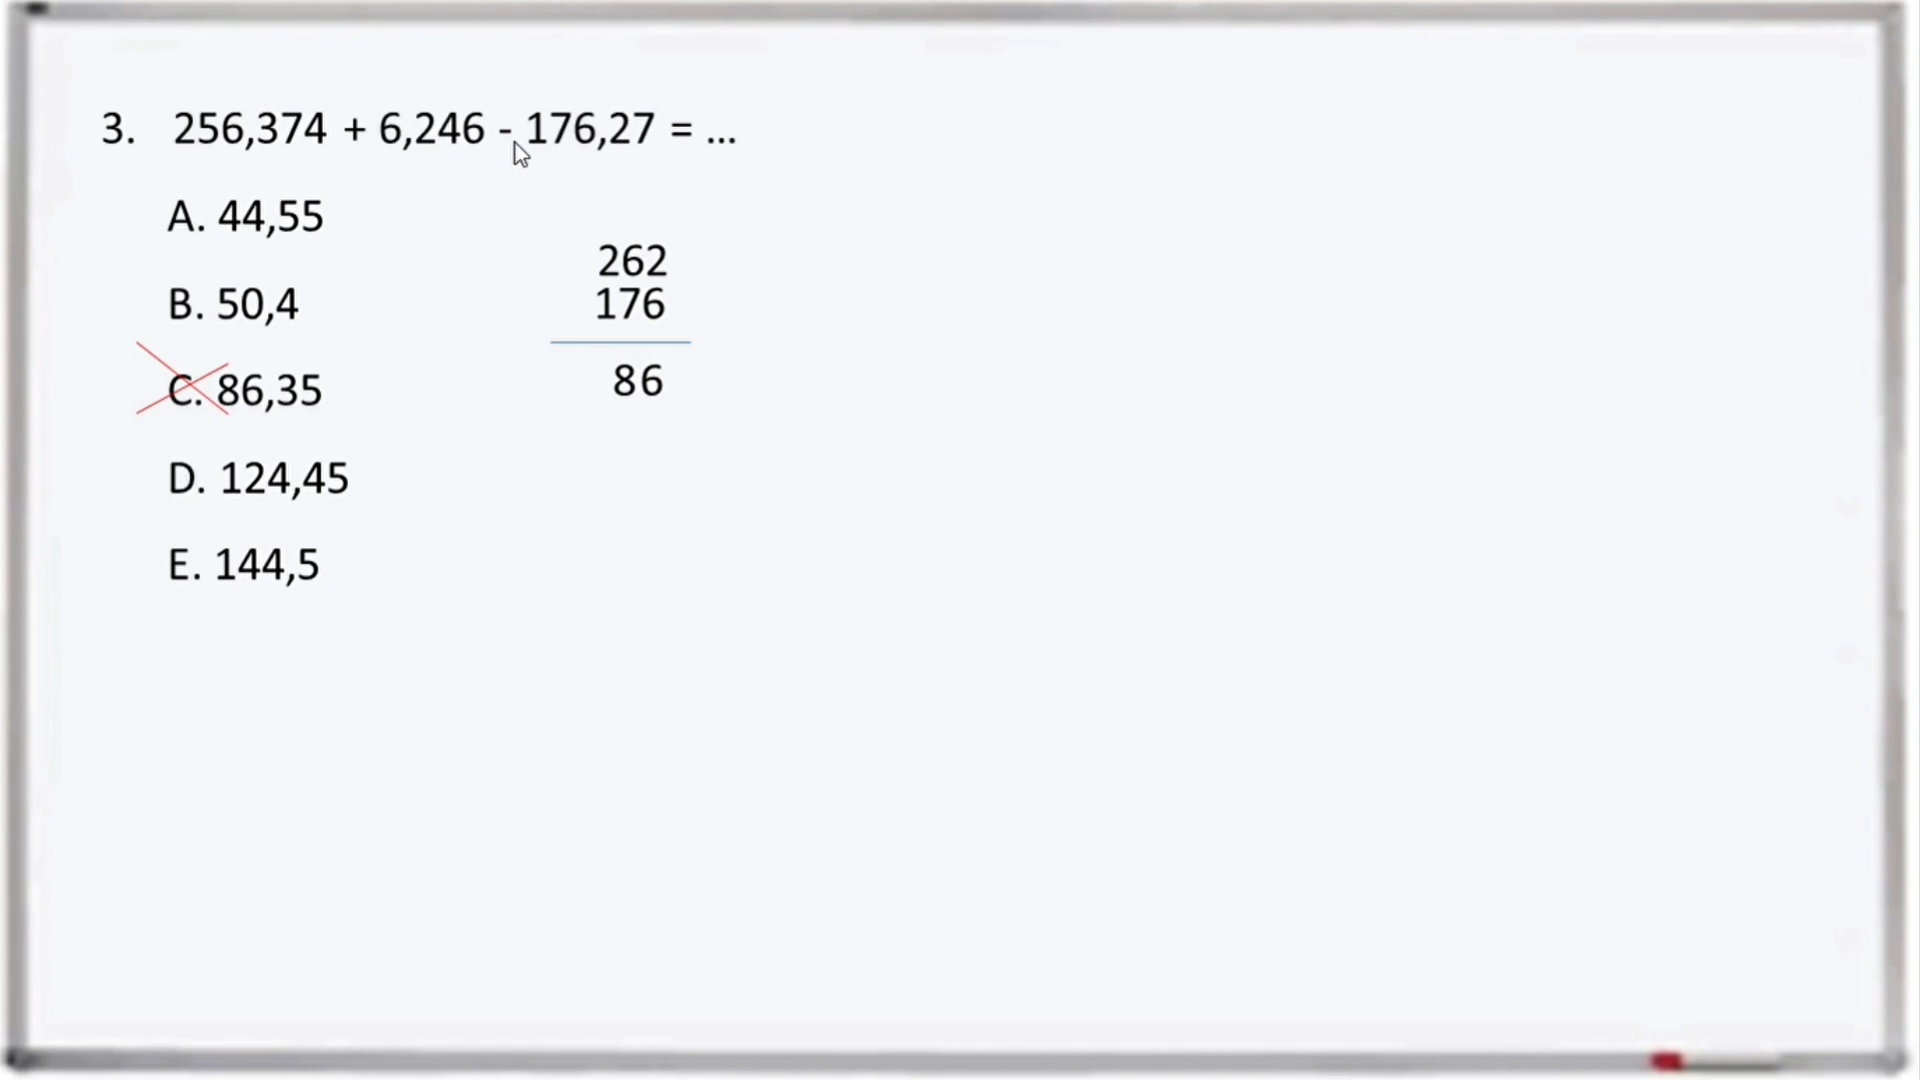 3. 256,374 + 6,246 - 176,27 = ...
A. 44,55
B. 50,4
C. 86,35
D. 124,45
E. 144,5
262
176
86